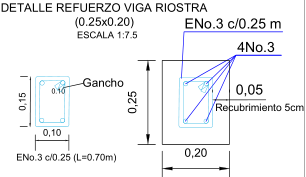 DETALLE REFUERZO VIGA RIOSTRA
(0.25x0.20)
ESCALA 1:7.5
ENo.3 c/0.25 m
4No.3
Gancho
0.10
0,15
0,10
0,25
0,05
Recubrimiento 5cm
0,20
ENo.3 c/0.25 (L=0.70m)